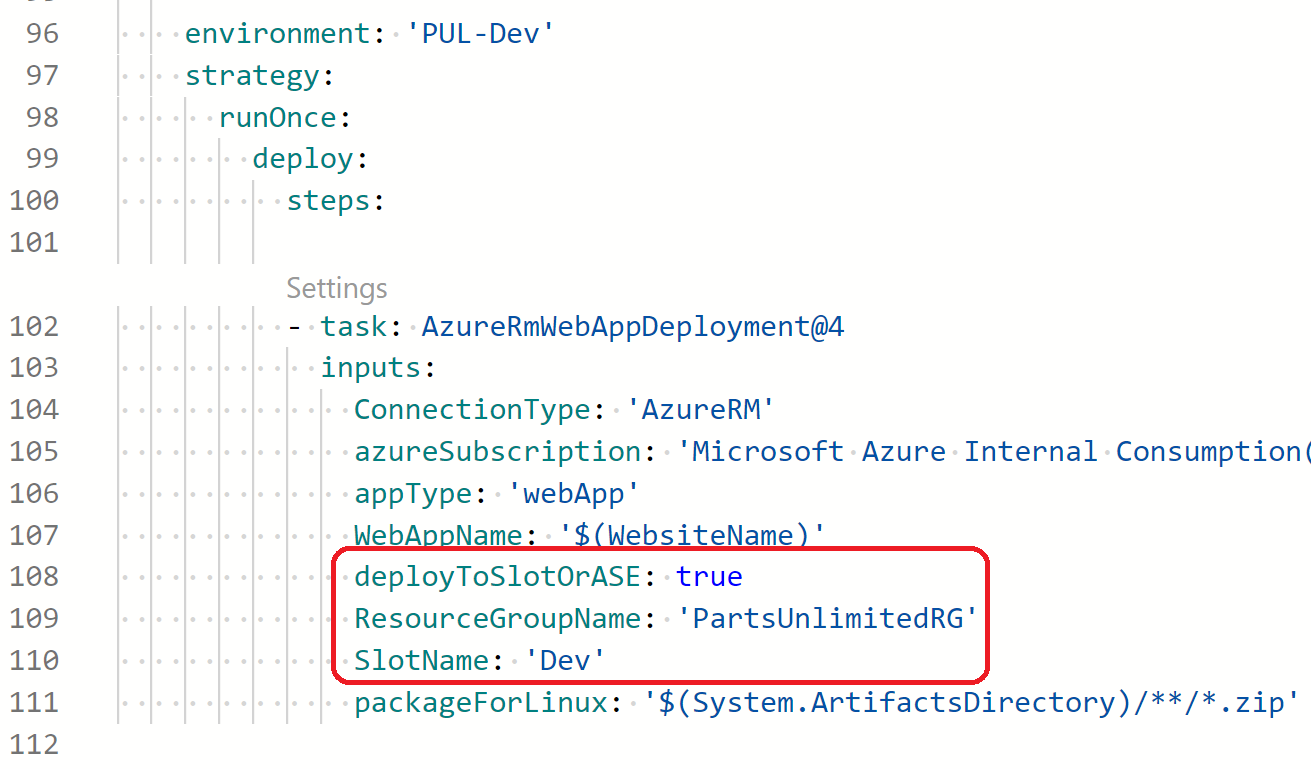 96 environment: 'PUL-Dev'
97 strategy:
98 runOnce:
99 deploy:
100 steps:
101
Settings
102 - task: AzureRmWebAppDeployment@4
103 inputs:
104 ConnectionType: 'AzureRM'
105 azureSubscription: 'Microsoft Azure Internal Consumption(
106 appType: 'webApp'
107 WebAppName: '$(WebsiteName)'
108 deployToSlotOrASE: true
109 ResourceGroupName: 'PartsUnlimitedRG'
110 SlotName: 'Dev'
111 packageForLinux: '$(System.ArtifactsDirectory)/**/*.zip'
112